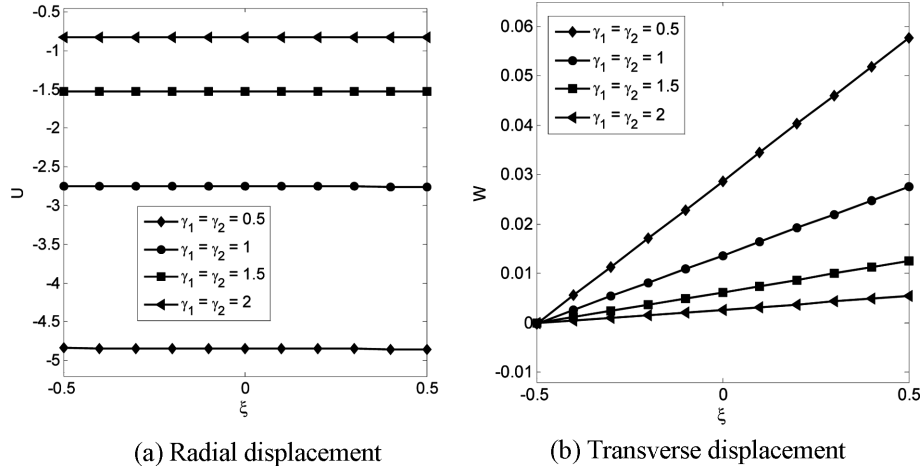 -0.5
-1
-1.5
-2
-2.5
-3
-3.5
-4
-4.5
-5
U
γ1 = γ2 = 0.5
γ1 = γ2 = 1
γ1 = γ2 = 1.5
γ1 = γ2 = 2
-0.5 0 0.5
ξ
(a) Radial displacement
0.06
0.05
0.04
0.03
0.02
0.01
0
-0.01
W
γ1 = γ2 = 0.5
γ1 = γ2 = 1
γ1 = γ2 = 1.5
γ1 = γ2 = 2
-0.5 0 0.5
ξ
(b) Transverse displacement